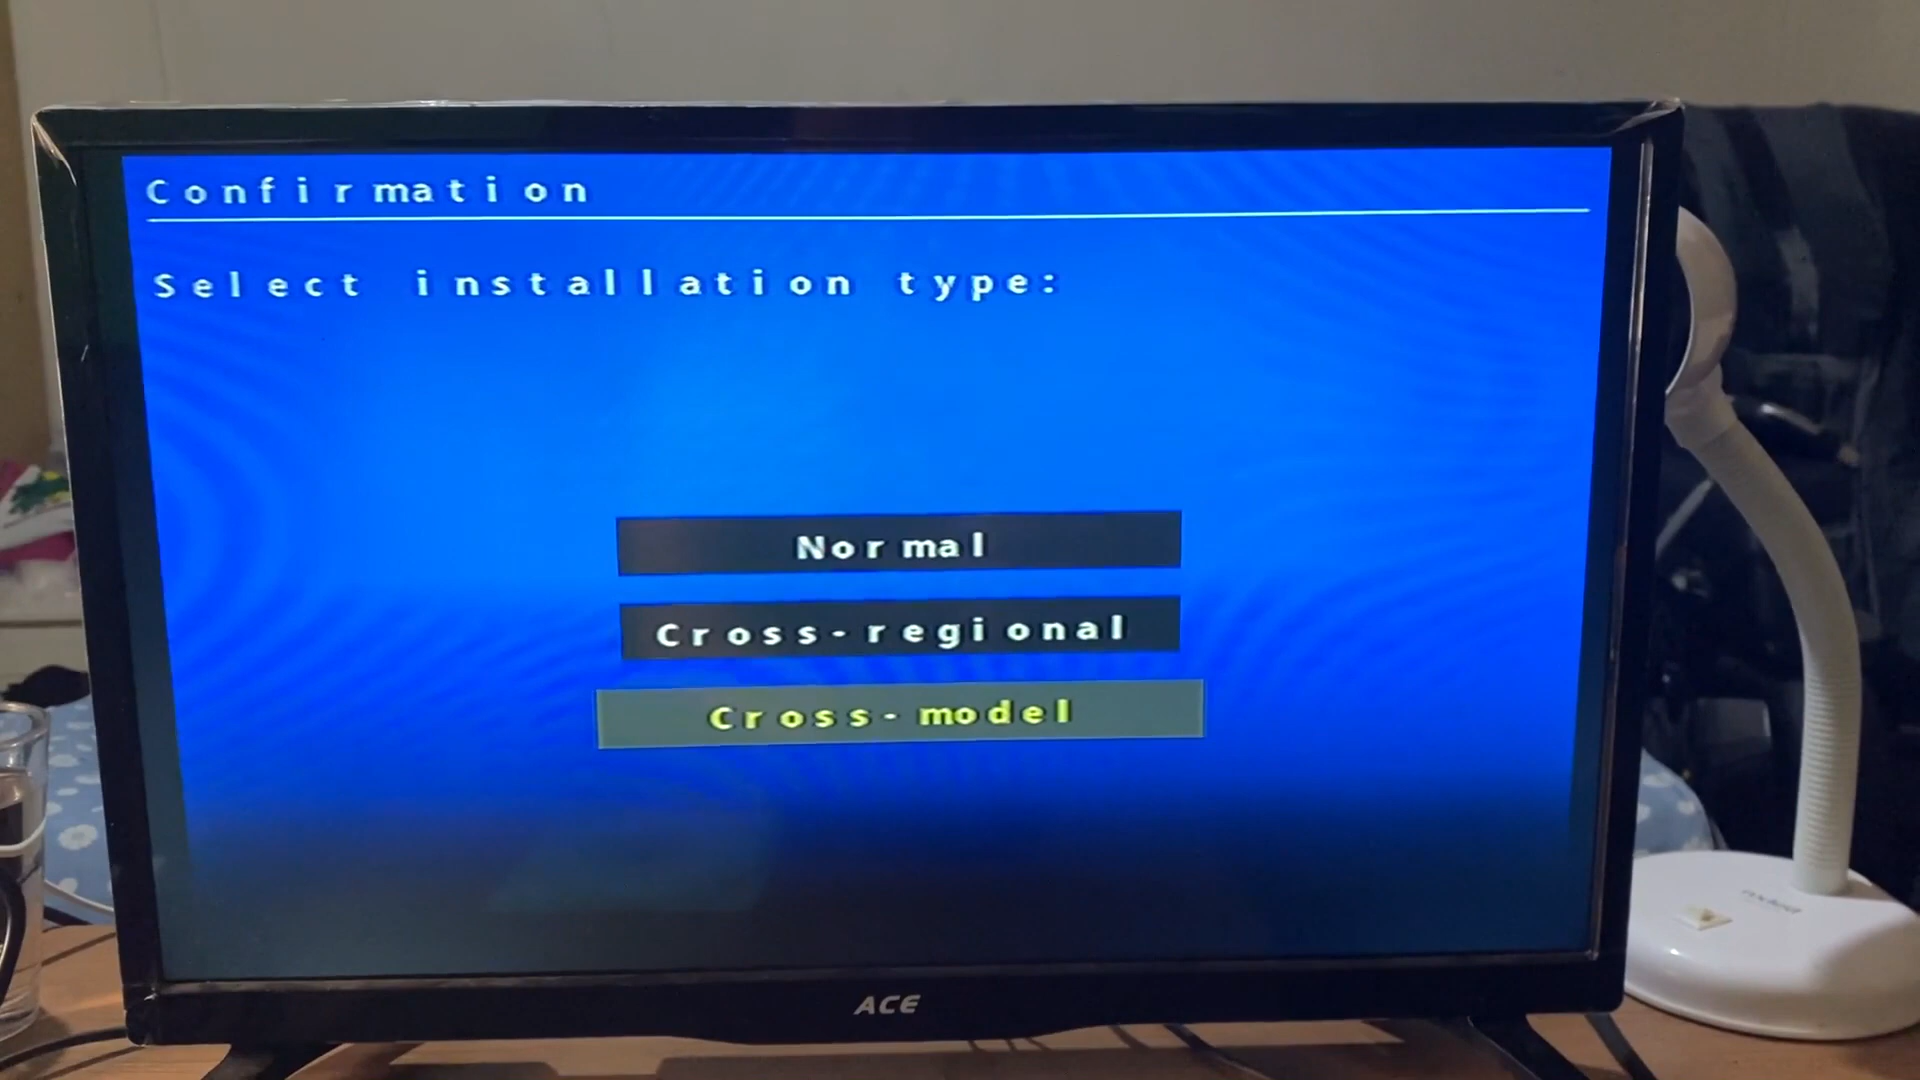 Confirmation
Select installation type:
Normal
Cross-regional
Cross-model
ACE